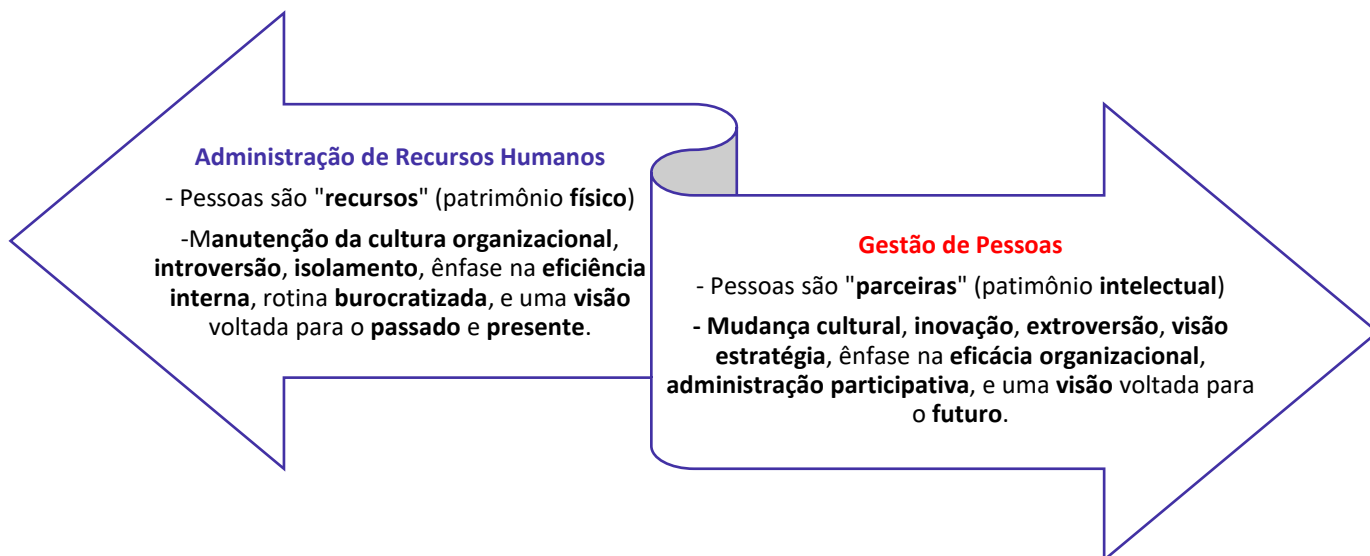 Administração de Recursos Humanos
- Pessoas são "recursos" (patrimônio físico)
-Manutenção da cultura organizacional,
introversão, isolamento, ênfase na eficiência
interna, rotina burocratizada, e uma visão
voltada para o passado e presente.
Gestão de Pessoas
- Pessoas são "parceiras" (patimônio intelectual)
- Mudança cultural, inovação, extroversão, visão
estratégia, ênfase na eficácia organizacional,
administração participativa, e uma visão voltada para
o futuro.